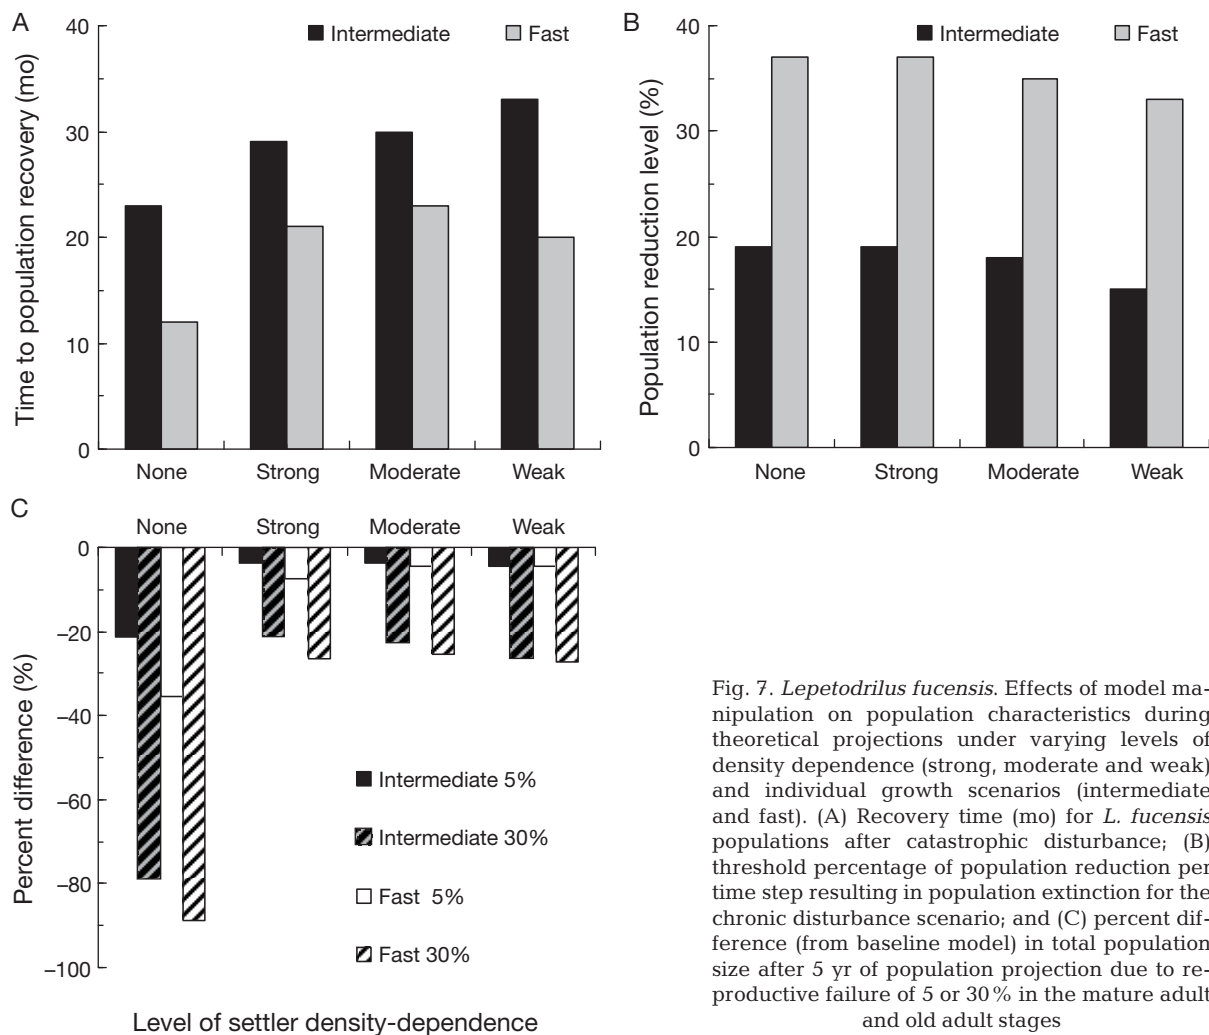 A
Intermediate
Fast
Time to population recovery (mo)
40
30
20
10
0
None Strong Moderate Weak
B
Intermediate
Fast
Population reduction level (%)
40
30
20
10
0
None Strong Moderate Weak
C
None Strong Moderate Weak
Percent difference (%)
0
–20
–40
–60
–80
–100
Intermediate 5%
Intermediate 30%
Fast 5%
Fast 30%
Level of settler density-dependence
Fig. 7. Lepetodrilus fucensis. Effects of model ma-
nipulation on population characteristics during
theoretical projections under varying levels of
density dependence (strong, moderate and weak)
and individual growth scenarios (intermediate
and fast). (A) Recovery time (mo) for L. fucensis
populations after catastrophic disturbance; (B)
threshold percentage of population reduction per
time step resulting in population extinction for the
chronic disturbance scenario; and (C) percent dif-
ference (from baseline model) in total population
size after 5 yr of population projection due to re-
productive failure of 5 or 30% in the mature adult
and old adult stages